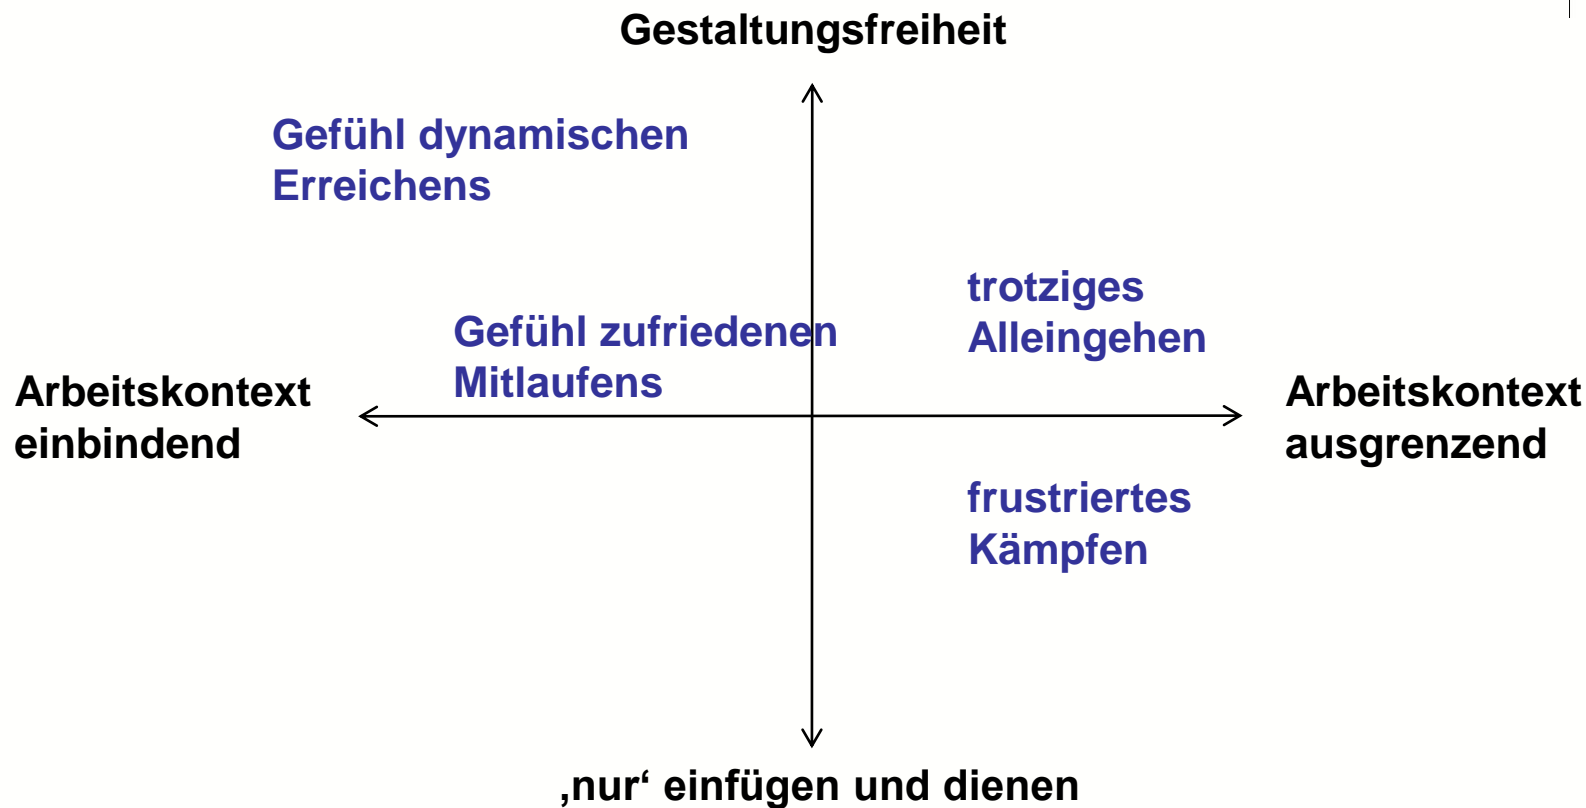 Gestaltungsfreiheit
Gefühl dynamischen
Erreichens
trotziges
Alleingehen
Gefühl zufriedenen
Mitlaufens
Arbeitskontext
einbindend
Arbeitskontext
ausgrenzend
frustriertes
Kämpfen
‚nur‘ einfügen und dienen